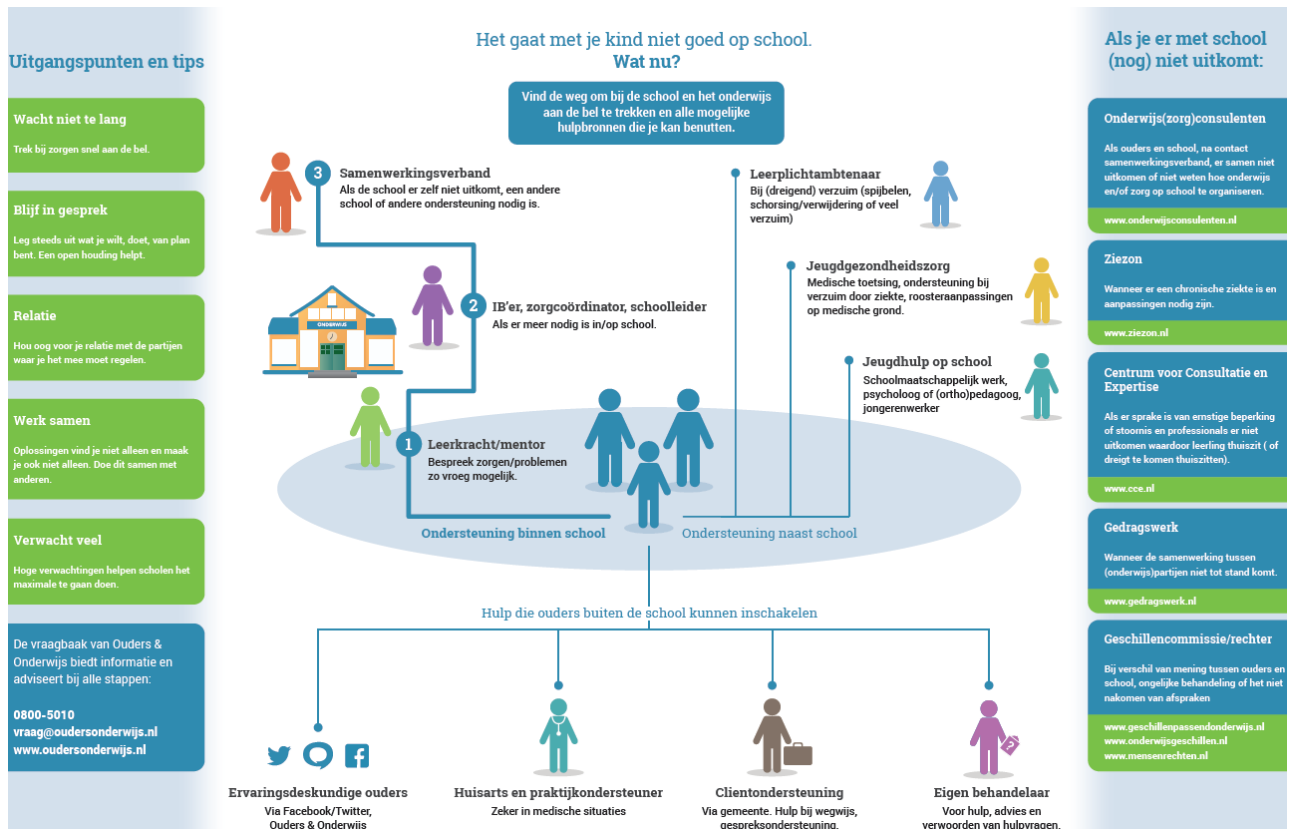 Het gaat met je kind niet goed op school.
Wat nu?
Vind de weg om bij de school en het onderwijs
aan de bel te trekken en alle mogelijke
hulpbronnen die je kan benutten.
Uitgangspunten en tips
Wacht niet te lang
Trek bij zorgen snel aan de bel.
Blijf in gesprek
Leg steeds uit wat je wilt, doet, van plan
bent. Een open houding helpt.
Relatie
Hou oog voor je relatie met de partijen
waar je het mee moet regelen.
Werk samen
Oplossingen vind je niet alleen en maak
je ook niet alleen. Doe dit samen met
anderen.
Verwacht veel
Hoge verwachtingen helpen scholen het
maximale te gaan doen.
De vraagbaak van Ouders &
Onderwijs biedt informatie en
adviseert bij alle stappen:
0800-5010
vraag@oudersonderwijs.nl
www.oudersonderwijs.nl
3
Samenwerkingsverband
Als de school er zelf niet uitkomt, een andere
school of andere ondersteuning nodig is.
2
IB'er, zorgcoördinator, schoolleider
Als er meer nodig is in/op school.
ONDERWIJS
1
Leerkracht/mentor
Bespreek zorgen/problemen
zo vroeg mogelijk.
Ondersteuning binnen school
Leerplichtambtenaar
Bij (dreigend) verzuim (spijbelen,
schorsing/verwijdering of veel
verzuim)
Jeugdgezondheidszorg
Medische toetsing, ondersteuning bij
verzuim door ziekte, roosteraanpassingen
op medische grond.
Jeugdhulp op school
Schoolmaatschappelijk werk,
psycholoog of (ortho)pedagoog,
jongerenwerker
Ondersteuning naast school
Hulp die ouders buiten de school kunnen inschakelen
Ervaringsdeskundige ouders
Via Facebook/Twitter,
Ouders & Onderwijs
Huisarts en praktijkondersteuner
Zeker in medische situaties
Clientondersteuning
Via gemeente. Hulp bij wegwijs,
gespreksondersteuning.
?
Eigen behandelaar
Voor hulp, advies en
verwoorden van hulpvragen.
Als je er met school
(nog) niet uitkomt:
Onderwijs(zorg)consulenten
Als ouders en school, na contact
samenwerkingsverband, er samen niet
uitkomen of niet weten hoe onderwijs
en/of zorg op school te organiseren.
www.onderwijsconsulenten.nl
Ziezon
Wanneer er een chronische ziekte is en
aanpassingen nodig zijn.
www.ziezon.nl
Centrum voor Consultatie en
Expertise
Als er sprake is van ernstige beperking
of stoornis en professionals er niet
uitkomen waardoor leerling thuiszit ( of
dreigt te komen thuiszitten).
www.cce.nl
Gedragswerk
Wanneer de samenwerking tussen
(onderwijs)partijen niet tot stand komt.
www.gedragswerk.nl
Geschillencommissie/rechter
Bij verschil van mening tussen ouders en
school, ongelijke behandeling of het niet
nakomen van afspraken
www.geschillenpassendonderwijs.nl
www.onderwijsgeschillen.nl
www.mensenrechten.nl